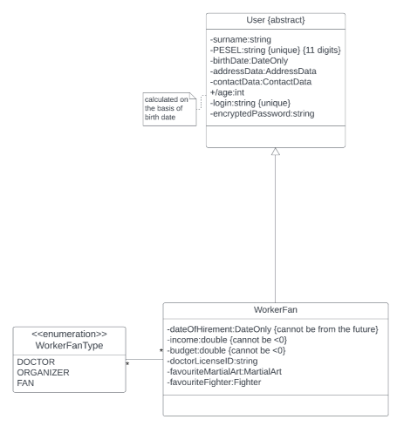 User {abstract}
-surname:string
-PESEL:string {unique} {11 digits}
-birthDate:DateOnly
-addressData:AddressData
-contactData:ContactData
+/age:int
-login:string {unique}
-encryptedPassword:string
calculated on
the basis of
birth date
WorkerFan
-dateOfHirement:DateOnly {cannot be from the future}
-income:double {cannot be <0}
-budget:double {cannot be <0}
-doctorLicenseID:string
-favouriteMartialArt:MartialArt
-favouriteFighter:Fighter
<<enumeration>>
WorkerFanType
DOCTOR
ORGANIZER
FAN
*
*